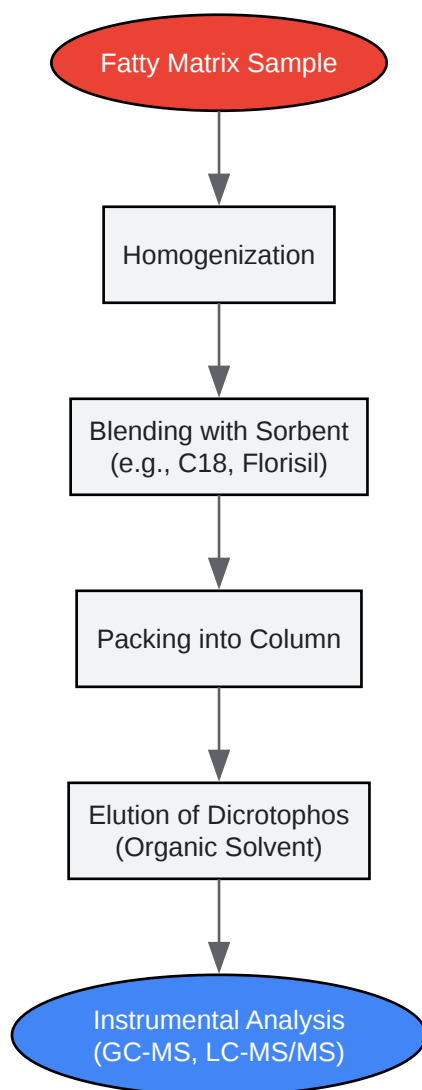 Fatty Matrix Sample
Homogenization
Blending with Sorbent
(e.g., C18, Florisil)
Packing into Column
Elution of Dicrotophos
(Organic Solvent)
Instrumental Analysis
(GC-MS, LC-MS/MS)